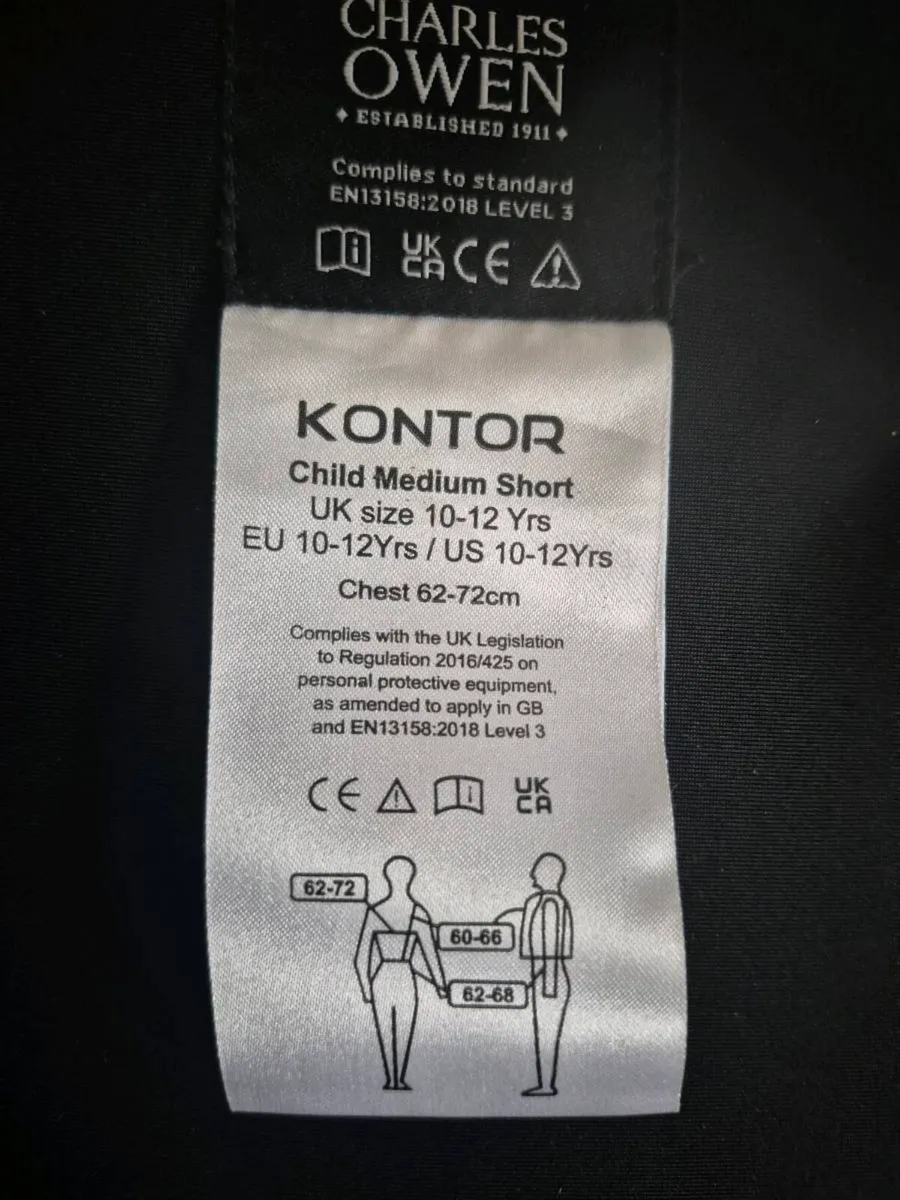 CHARLES
OWEN
✦ ESTABLISHED 1911 ✦
Complies to standard
EN13158:2018 LEVEL 3
i UK CA CE !
KONTOR
Child Medium Short
UK size 10-12 Yrs
EU 10-12Yrs / US 10-12Yrs
Chest 62-72cm
Complies with the UK Legislation
to Regulation 2016/425 on
personal protective equipment,
as amended to apply in GB
and EN13158:2018 Level 3
CE ! i UK CA
62-72
60-66
62-68